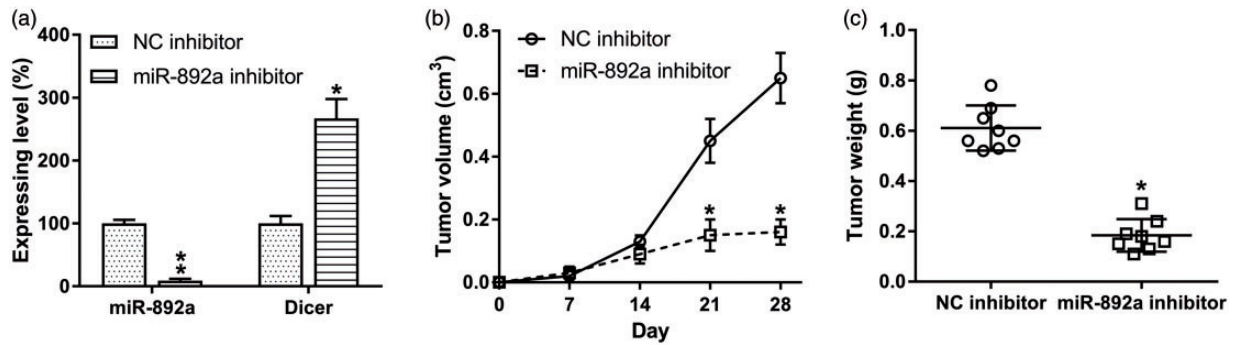 (a)
Expressing level (%)
400
300
200
100
0
NC inhibitor
miR-892a inhibitor
**
*
miR-892a
Dicer
(b)
Tumor volume (cm³)
0.8
0.6
0.4
0.2
0.0
NC inhibitor
miR-892a inhibitor
*
*
0
7
14
21
28
Day
(c)
Tumor weight (g)
1.0
0.8
0.6
0.4
0.2
0.0
*
NC inhibitor
miR-892a inhibitor